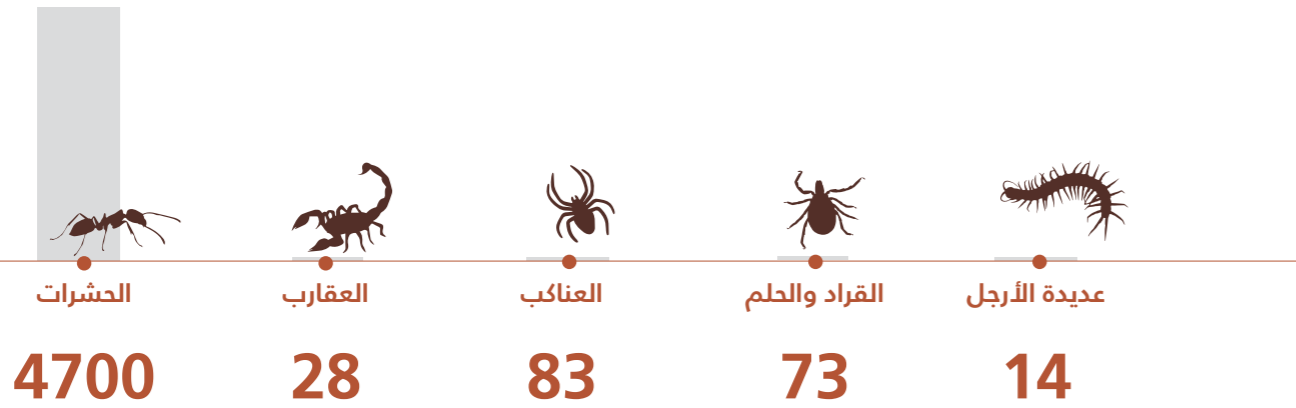 عديدة الأرجل
القراد والحلم
العناكب
العقارب
الحشرات
14
73
83
28
4700